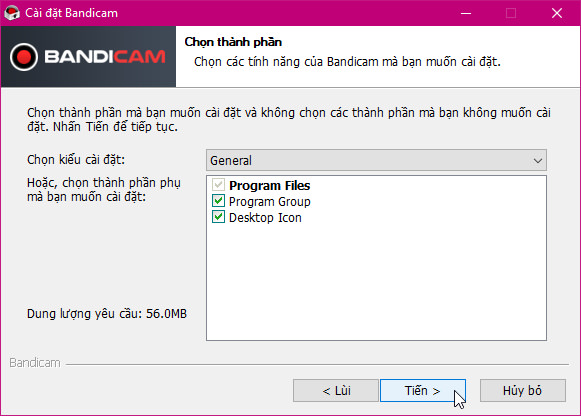 Cài đặt Bandicam
BANDICAM
Chọn thành phần
Chọn các tính năng của Bandicam mà bạn muốn cài đặt.
Chọn thành phần mà bạn muốn cài đặt và không chọn các thành phần mà bạn không muốn cài
đặt. Nhấn Tiến để tiếp tục.
Chọn kiểu cài đặt:
General
Hoặc, chọn thành phần phụ
mà bạn muốn cài đặt:
Program Files
Program Group
Desktop Icon
Dung lượng yêu cầu: 56.0MB
Bandicam
< Lùi
Tiến >
Hủy bỏ